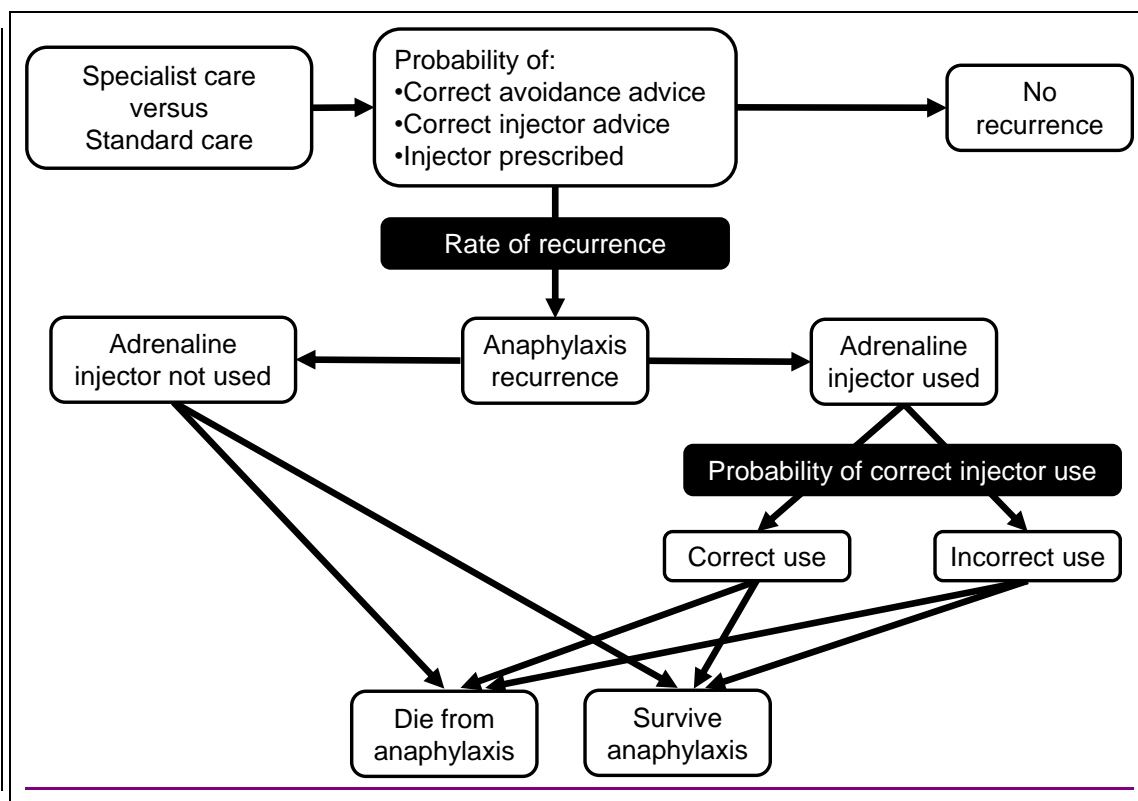 Specialist care
versus
Standard care
Probability of:
•Correct avoidance advice
•Correct injector advice
•Injector prescribed
No
recurrence
Rate of recurrence
Adrenaline
injector not used
Anaphylaxis
recurrence
Adrenaline
injector used
Probability of correct injector use
Correct use
Incorrect use
Die from
anaphylaxis
Survive
anaphylaxis